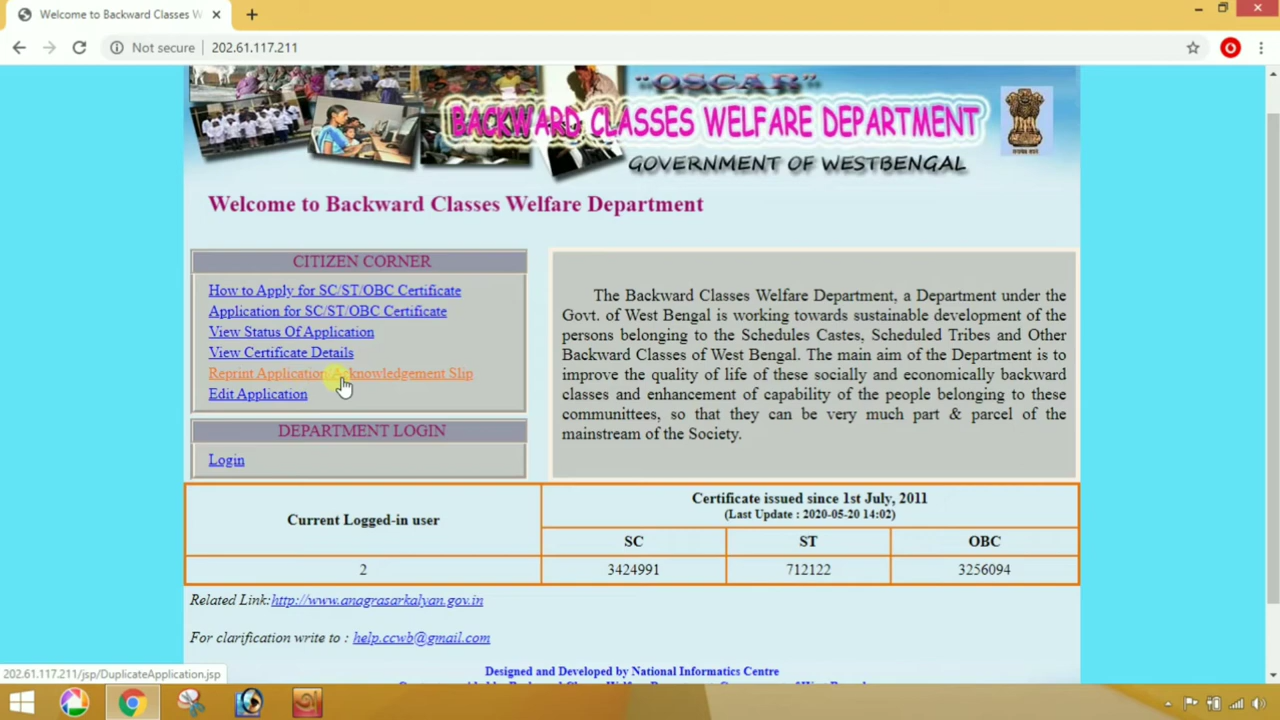 Welcome to Backward Classes W
Not secure
202.61.117.211
"OSCAR"
BACKWARD CLASSES WELFARE DEPARTMENT
GOVERNMENT OF WESTBENGAL
Welcome to Backward Classes Welfare Department
CITIZEN CORNER
How to Apply for SC/ST/OBC Certificate
Application for SC/ST/OBC Certificate
View Status Of Application
View Certificate Details
Reprint Application/Acknowledgement Slip
Edit Application
DEPARTMENT LOGIN
Login
The Backward Classes Welfare Department, a Department under the
Govt. of West Bengal is working towards sustainable development of the
persons belonging to the Schedules Castes, Scheduled Tribes and Other
Backward Classes of West Bengal. The main aim of the Department is to
improve the quality of life of these socially and economically backward
classes and enhancement of capability of the people belonging to these
communittees, so that they can be very much part & parcel of the
mainstream of the Society.
Current Logged-in user
Certificate issued since 1st July, 2011
(Last Update : 2020-05-20 14:02)
SC ST OBC
2 3424991 712122 3256094
Related Link:http://www.anagrasarkalyan.gov.in
For clarification write to : help.ccwb@gmail.com
202.61.117.211/jsp/DuplicateApplication.jsp
Designed and Developed by National Informatics Centre